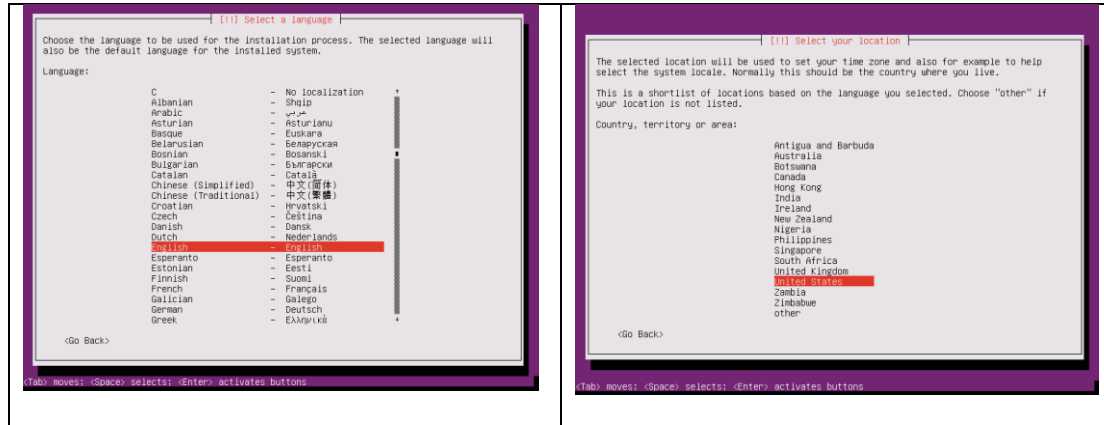 [!!] Select a language
Choose the language to be used for the installation process. The selected language will
also be the default language for the installed system.
Language:
C - No localization
Albanian - Shqip
Arabic - عربي
Asturian - Asturianu
Basque - Euskara
Belarusian - Беларуская
Bosnian - Bosanski
Bulgarian - Български
Catalan - Català
Chinese (Simplified) - 中文(简体)
Chinese (Traditional) - 中文(繁體)
Croatian - Hrvatski
Czech - Čeština
Danish - Dansk
Dutch - Nederlands
English - English
Esperanto - Esperanto
Estonian - Eesti
Finnish - Suomi
French - Français
Galician - Galego
German - Deutsch
Greek - Ελληνικά
<Go Back>
<Tab> moves; <Space> selects; <Enter> activates buttons
[!!] Select your location
The selected location will be used to set your time zone and also for example to help
select the system locale. Normally this should be the country where you live.
This is a shortlist of locations based on the language you selected. Choose "other" if
your location is not listed.
Country, territory or area:
Antigua and Barbuda
Australia
Botswana
Canada
Hong Kong
India
Ireland
New Zealand
Nigeria
Philippines
Singapore
South Africa
United Kingdom
United States
Zambia
Zimbabwe
other
<Go Back>
<Tab> moves; <Space> selects; <Enter> activates buttons